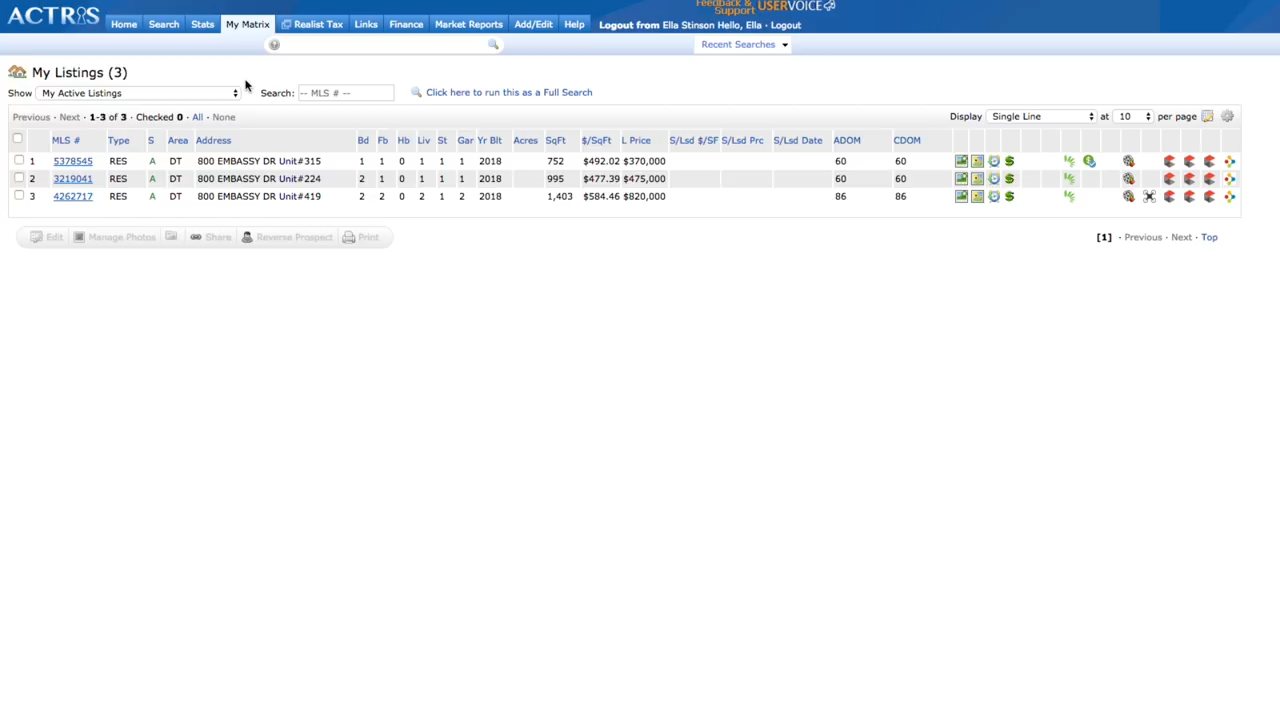 Feedback & Support USERVOICE
ACTRIS Home Search Stats My Matrix Realist Tax Links Finance Market Reports Add/Edit Help Logout from Ella Stinson Hello, Ella · Logout
Recent Searches
My Listings (3)
Show My Active Listings Search: -- MLS # -- Click here to run this as a Full Search
Previous · Next · 1-3 of 3 · Checked 0 · All · None Display Single Line at 10 per page
MLS # Type S Area Address Bd Fb Hb Liv St Gar Yr Blt Acres SqFt $/SqFt L Price S/Lsd $/SF S/Lsd Prc S/Lsd Date ADOM CDOM
1 5378545 RES A DT 800 EMBASSY DR Unit#315 1 1 0 1 1 1 2018 752 $492.02 $370,000 60 60
2 3219041 RES A DT 800 EMBASSY DR Unit#224 2 1 0 1 1 1 2018 995 $477.39 $475,000 60 60
3 4262717 RES A DT 800 EMBASSY DR Unit#419 2 2 0 2 1 2 2018 1,403 $584.46 $820,000 86 86
Edit Manage Photos Share Reverse Prospect Print [1] · Previous · Next · Top